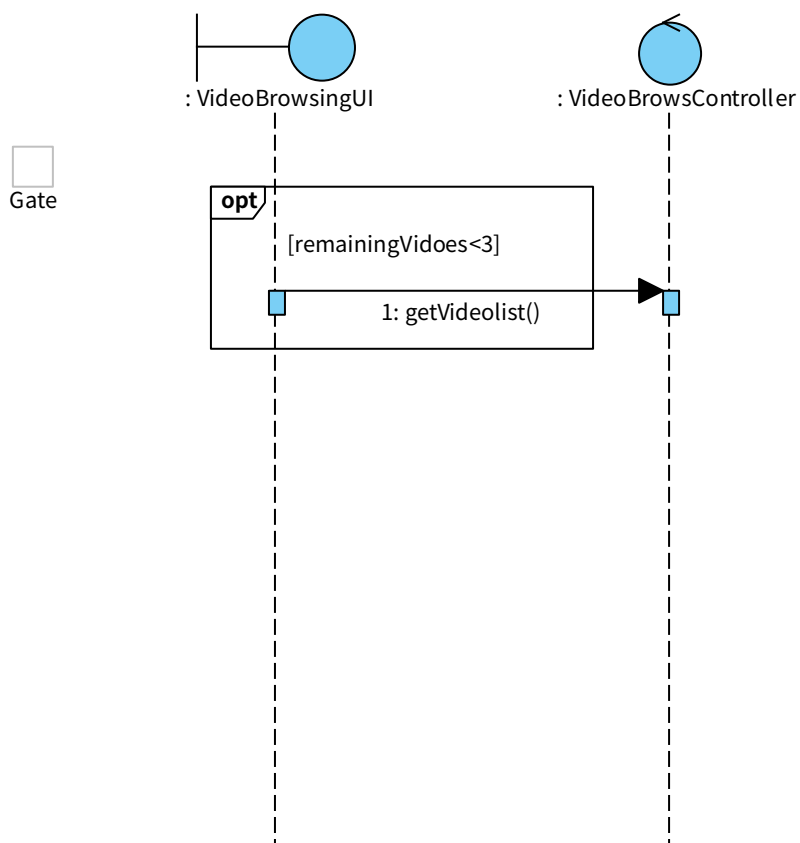 : VideoBrowsingUI
: VideoBrowsController
Gate
opt
[remainingVidoes<3]
1: getVideolist()